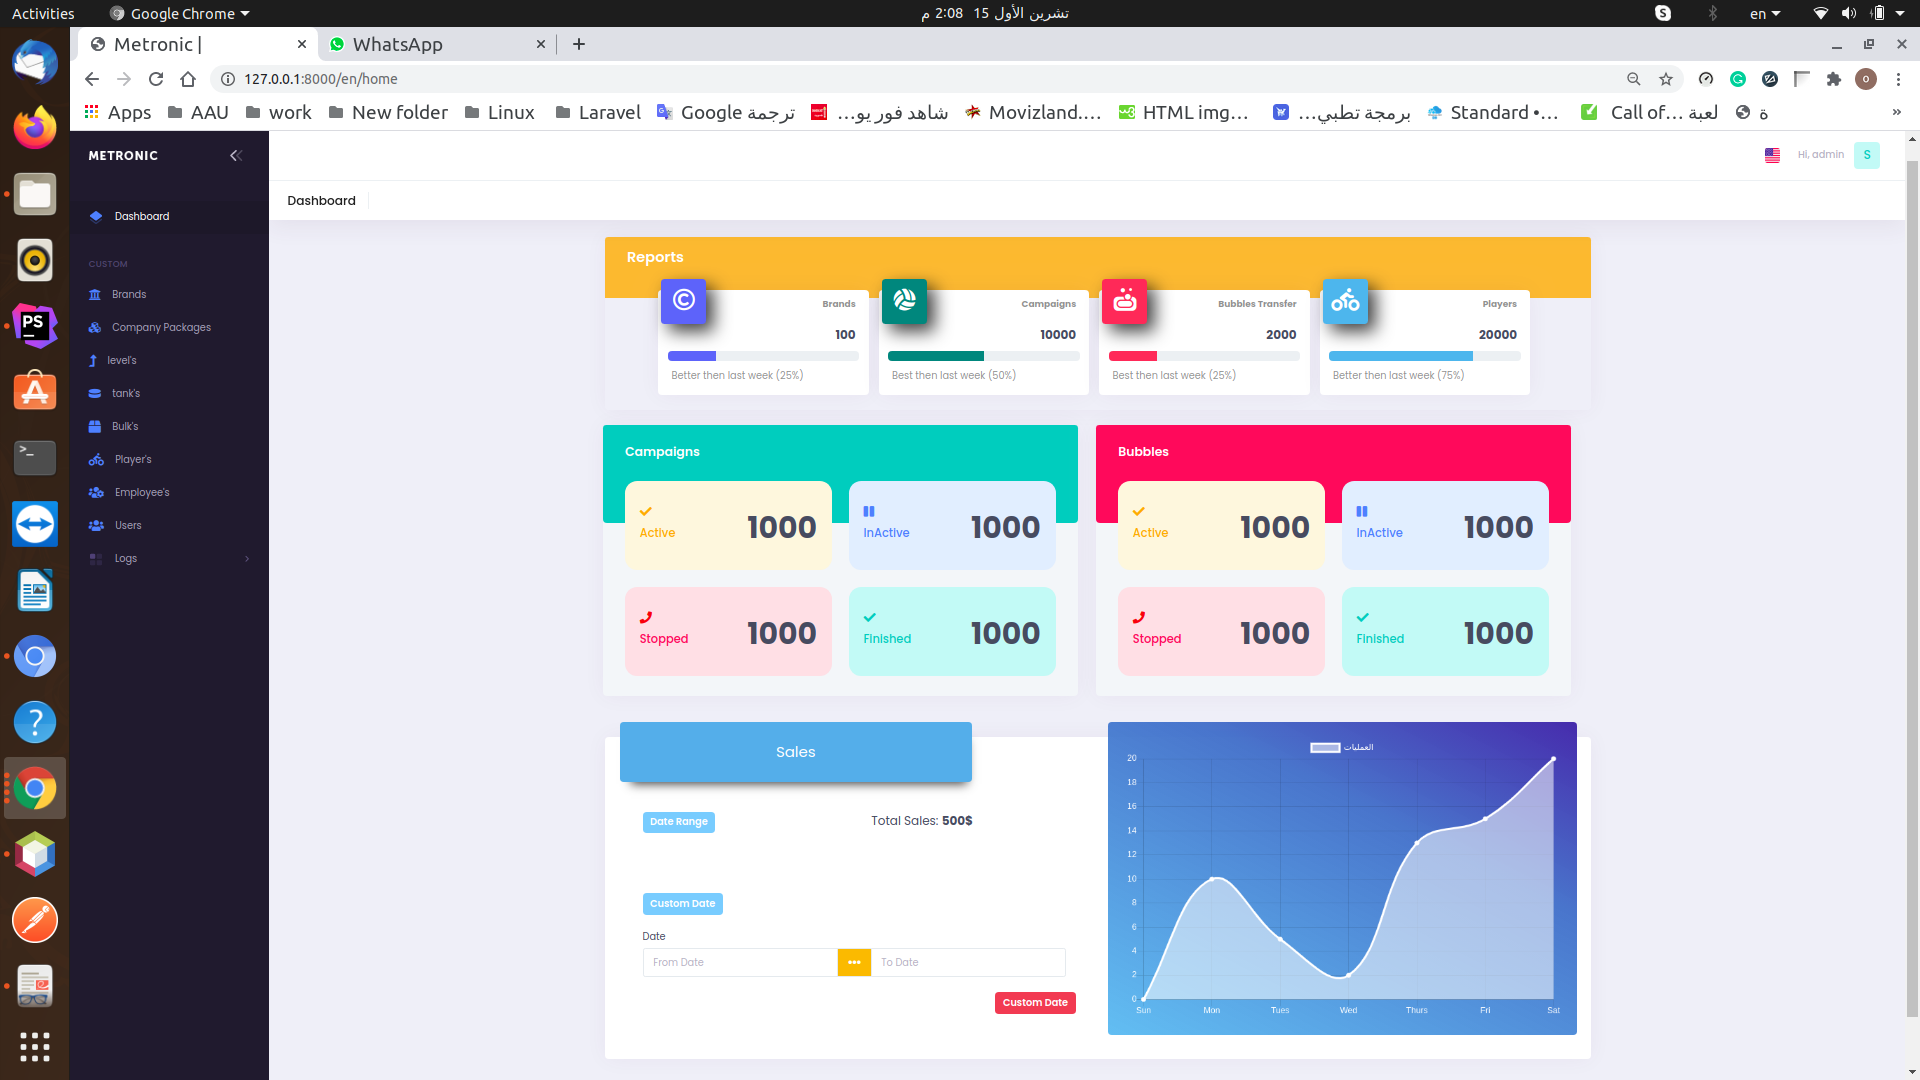 Activities
Google Chrome
تشرين الأول 15 2:08 م
en
Metronic |
WhatsApp
127.0.0.1:8000/en/home
Apps
AAU
work
New folder
Linux
Laravel
ترجمة Google
شاهد فور يو...
Movizland....
HTML img...
برمجة تطبي...
Standard •...
لعبة Call of...
ة
»
METRONIC
Hi, admin
S
Dashboard
Dashboard
CUSTOM
Brands
Company Packages
level's
tank's
Bulk's
Player's
Employee's
Users
Logs
Reports
Brands
100
Better then last week (25%)
Campaigns
10000
Best then last week (50%)
Bubbles Transfer
2000
Best then last week (25%)
Players
20000
Better then last week (75%)
Campaigns
Active
1000
InActive
1000
Stopped
1000
Finished
1000
Bubbles
Active
1000
InActive
1000
Stopped
1000
Finished
1000
Sales
Date Range
Total Sales: 500$
Custom Date
Date
From Date
To Date
Custom Date
العمليات
20
18
16
14
12
10
8
6
4
2
0
Sun
Mon
Tues
Wed
Thurs
Fri
Sat